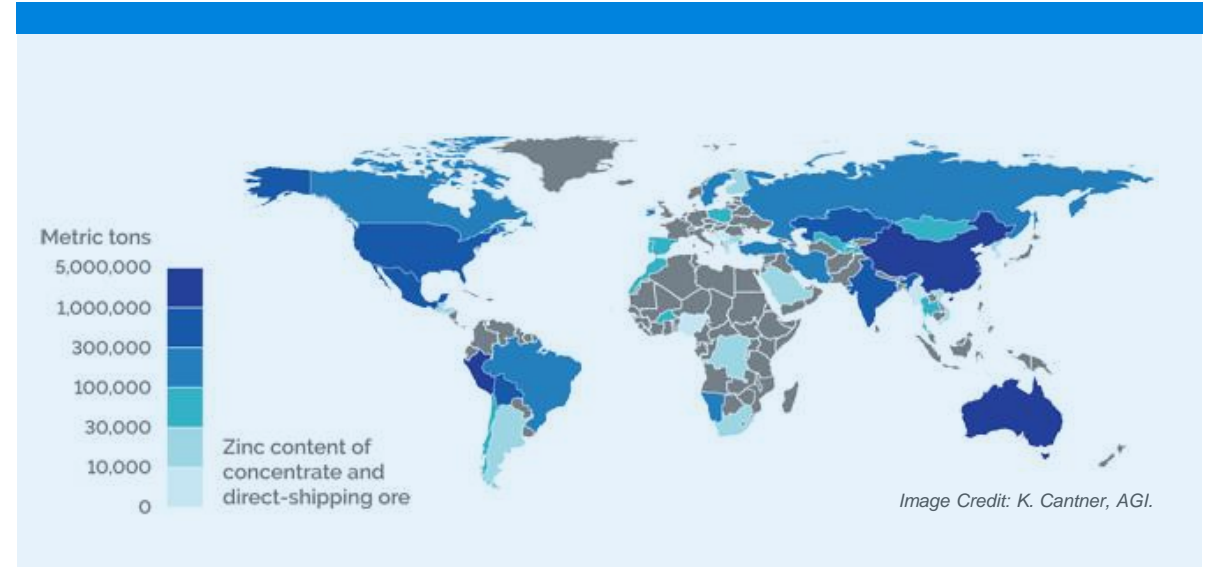 Metric tons
5,000,000
1,000,000
300,000
100,000
30,000
10,000
0
Zinc content of
concentrate and
direct-shipping ore
Image Credit: K. Cantner, AGI.